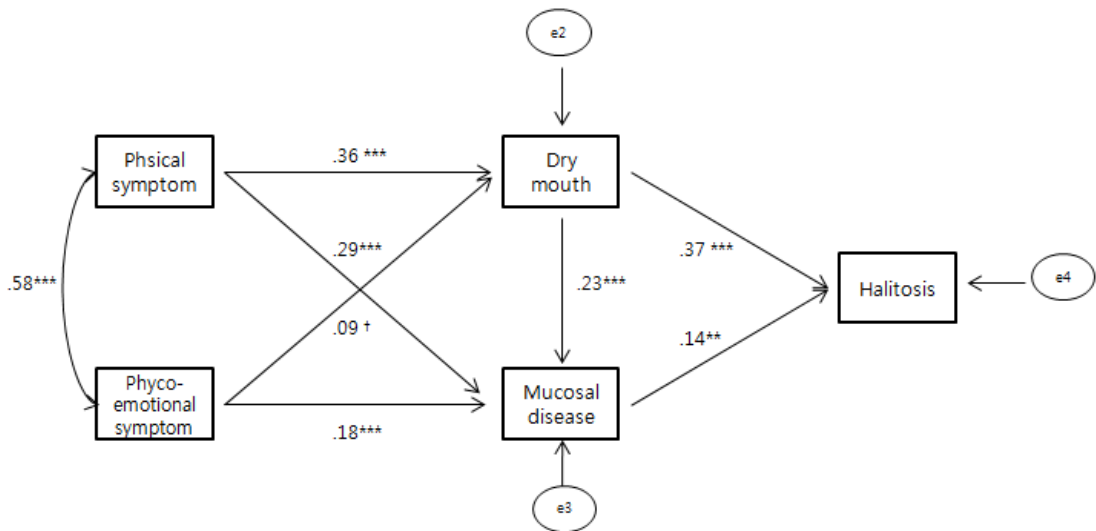 e2
Phsical
symptom
.36 ***
Dry
mouth
.29***
.37 ***
.58***
.23***
Halitosis
e4
.09 †
.14**
Phyco-
emotional
symptom
.18***
Mucosal
disease
e3